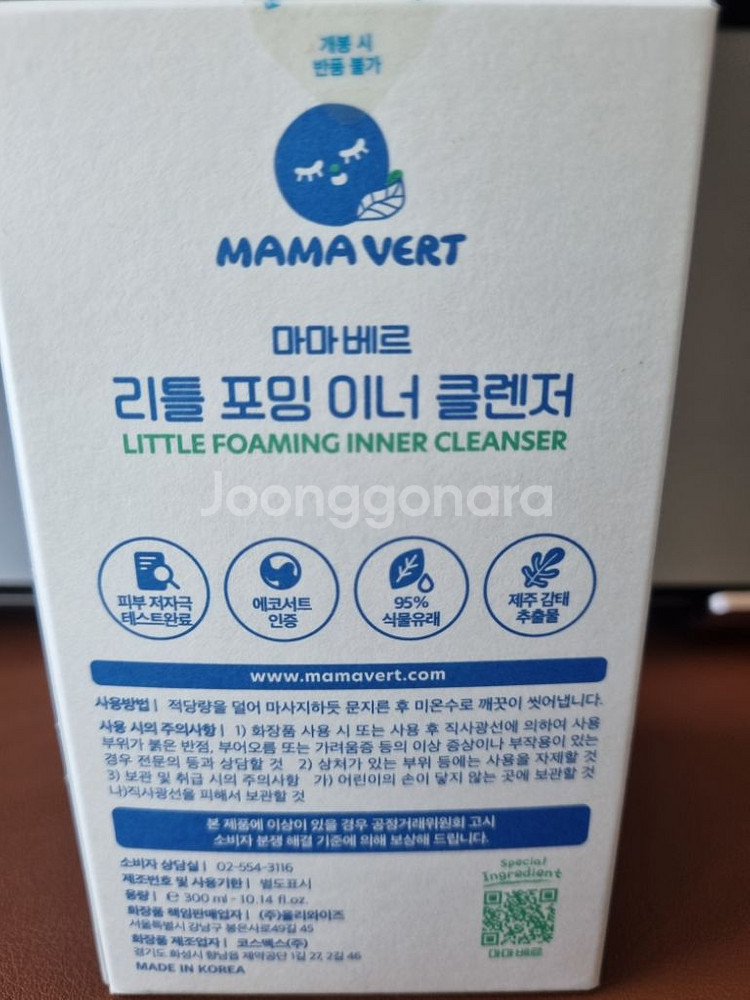 개봉 시
반품 불가
MAMA VERT
마마베르
리틀 포밍 이너 클렌저
LITTLE FOAMING INNER CLEANSER
Joonggonara
피부 저자극
테스트완료
에코서트
인증
95%
식물유래
제주 감태
추출물
www.mamavert.com
사용방법 | 적당량을 덜어 마사지하듯 문지른 후 미온수로 깨끗이 씻어냅니다.
사용 시의 주의사항 | 1) 화장품 사용 시 또는 사용 후 직사광선에 의하여 사용
부위가 붉은 반점, 부어오름 또는 가려움증 등의 이상 증상이나 부작용이 있는
경우 전문의 등과 상담할 것 2) 상처가 있는 부위 등에는 사용을 자제할 것
3) 보관 및 취급 시의 주의사항 가) 어린이의 손이 닿지 않는 곳에 보관할 것
나)직사광선을 피해서 보관할 것
본 제품에 이상이 있을 경우 공정거래위원회 고시
소비자 분쟁 해결 기준에 의해 보상해 드립니다.
소비자 상담실 | 02-554-3116
제조번호 및 사용기한 | 별도표시
용량 | ℮ 300 ml - 10.14 fl.oz.
화장품 책임판매업자 | (주)올리와이즈
서울특별시 강남구 봉은사로49길 45
화장품 제조업자 | 코스맥스(주)
경기도 화성시 향남읍 제약공단 1길 27, 2길 46
MADE IN KOREA
Special
Ingredient
마마베르